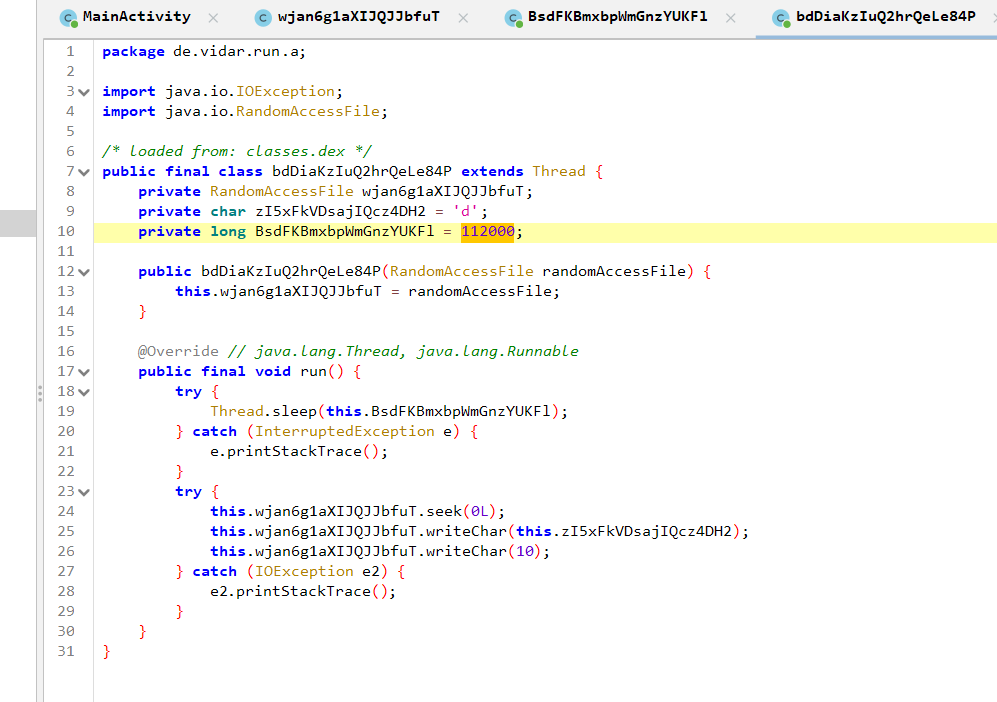 MainActivity wjan6g1aXIJQJJbfuT BsdFKBmxbpWmGnzYUKFl bdDiaKzIuQ2hrQeLe84P
1 package de.vidar.run.a;
2
3 import java.io.IOException;
4 import java.io.RandomAccessFile;
5
6 /* loaded from: classes.dex */
7 public final class bdDiaKzIuQ2hrQeLe84P extends Thread {
8 private RandomAccessFile wjan6g1aXIJQJJbfuT;
9 private char zI5xFkVDsajIQcz4DH2 = 'd';
10 private long BsdFKBmxbpWmGnzYUKFl = 112000;
11
12 public bdDiaKzIuQ2hrQeLe84P(RandomAccessFile randomAccessFile) {
13 this.wjan6g1aXIJQJJbfuT = randomAccessFile;
14 }
15
16 @Override // java.lang.Thread, java.lang.Runnable
17 public final void run() {
18 try {
19 Thread.sleep(this.BsdFKBmxbpWmGnzYUKFl);
20 } catch (InterruptedException e) {
21 e.printStackTrace();
22 }
23 try {
24 this.wjan6g1aXIJQJJbfuT.seek(0L);
25 this.wjan6g1aXIJQJJbfuT.writeChar(this.zI5xFkVDsajIQcz4DH2);
26 this.wjan6g1aXIJQJJbfuT.writeChar(10);
27 } catch (IOException e2) {
28 e2.printStackTrace();
29 }
30 }
31 }